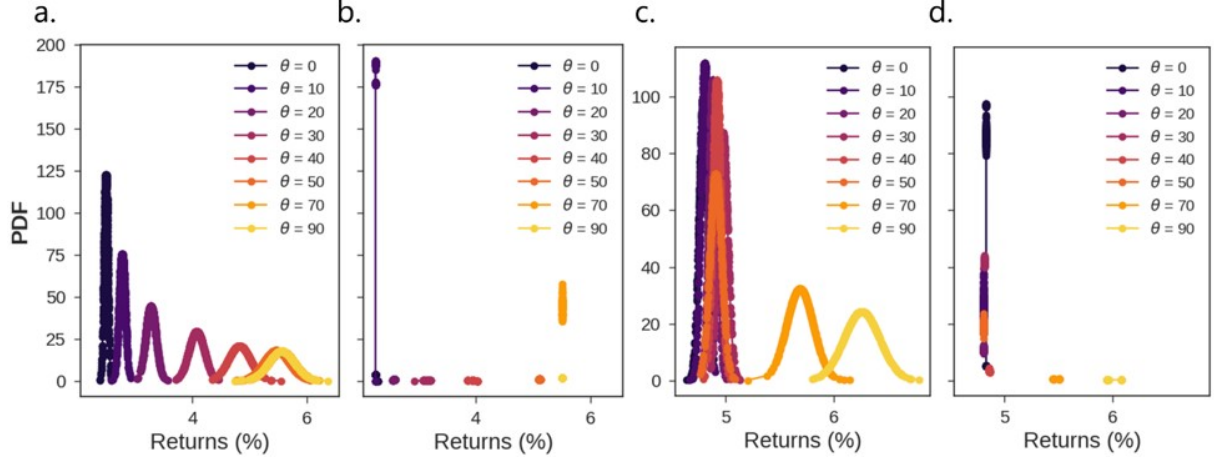 a.
b.
c.
d.
PDF
200
175
150
125
100
75
50
25
0
θ = 0
θ = 10
θ = 20
θ = 30
θ = 40
θ = 50
θ = 70
θ = 90
4
6
Returns (%)
θ = 0
θ = 10
θ = 20
θ = 30
θ = 40
θ = 50
θ = 70
θ = 90
4
6
Returns (%)
100
80
60
40
20
0
θ = 0
θ = 10
θ = 20
θ = 30
θ = 40
θ = 50
θ = 70
θ = 90
5
6
Returns (%)
θ = 0
θ = 10
θ = 20
θ = 30
θ = 40
θ = 50
θ = 70
θ = 90
5
6
Returns (%)